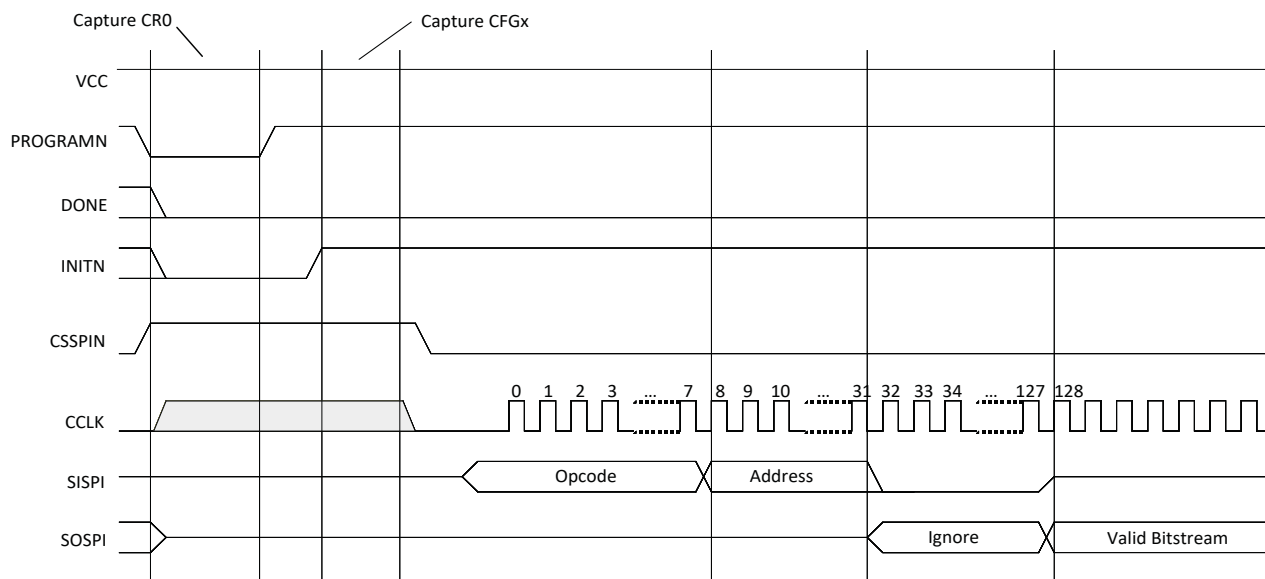 Capture CR0
Capture CFGx
VCC
PROGRAMN
DONE
INITN
CSSPIN
0 1 2 3 ... 7 8 9 10 ... 31 32 33 34 ... 127 128
CCLK
SISPI Opcode Address
SOSPI Ignore Valid Bitstream